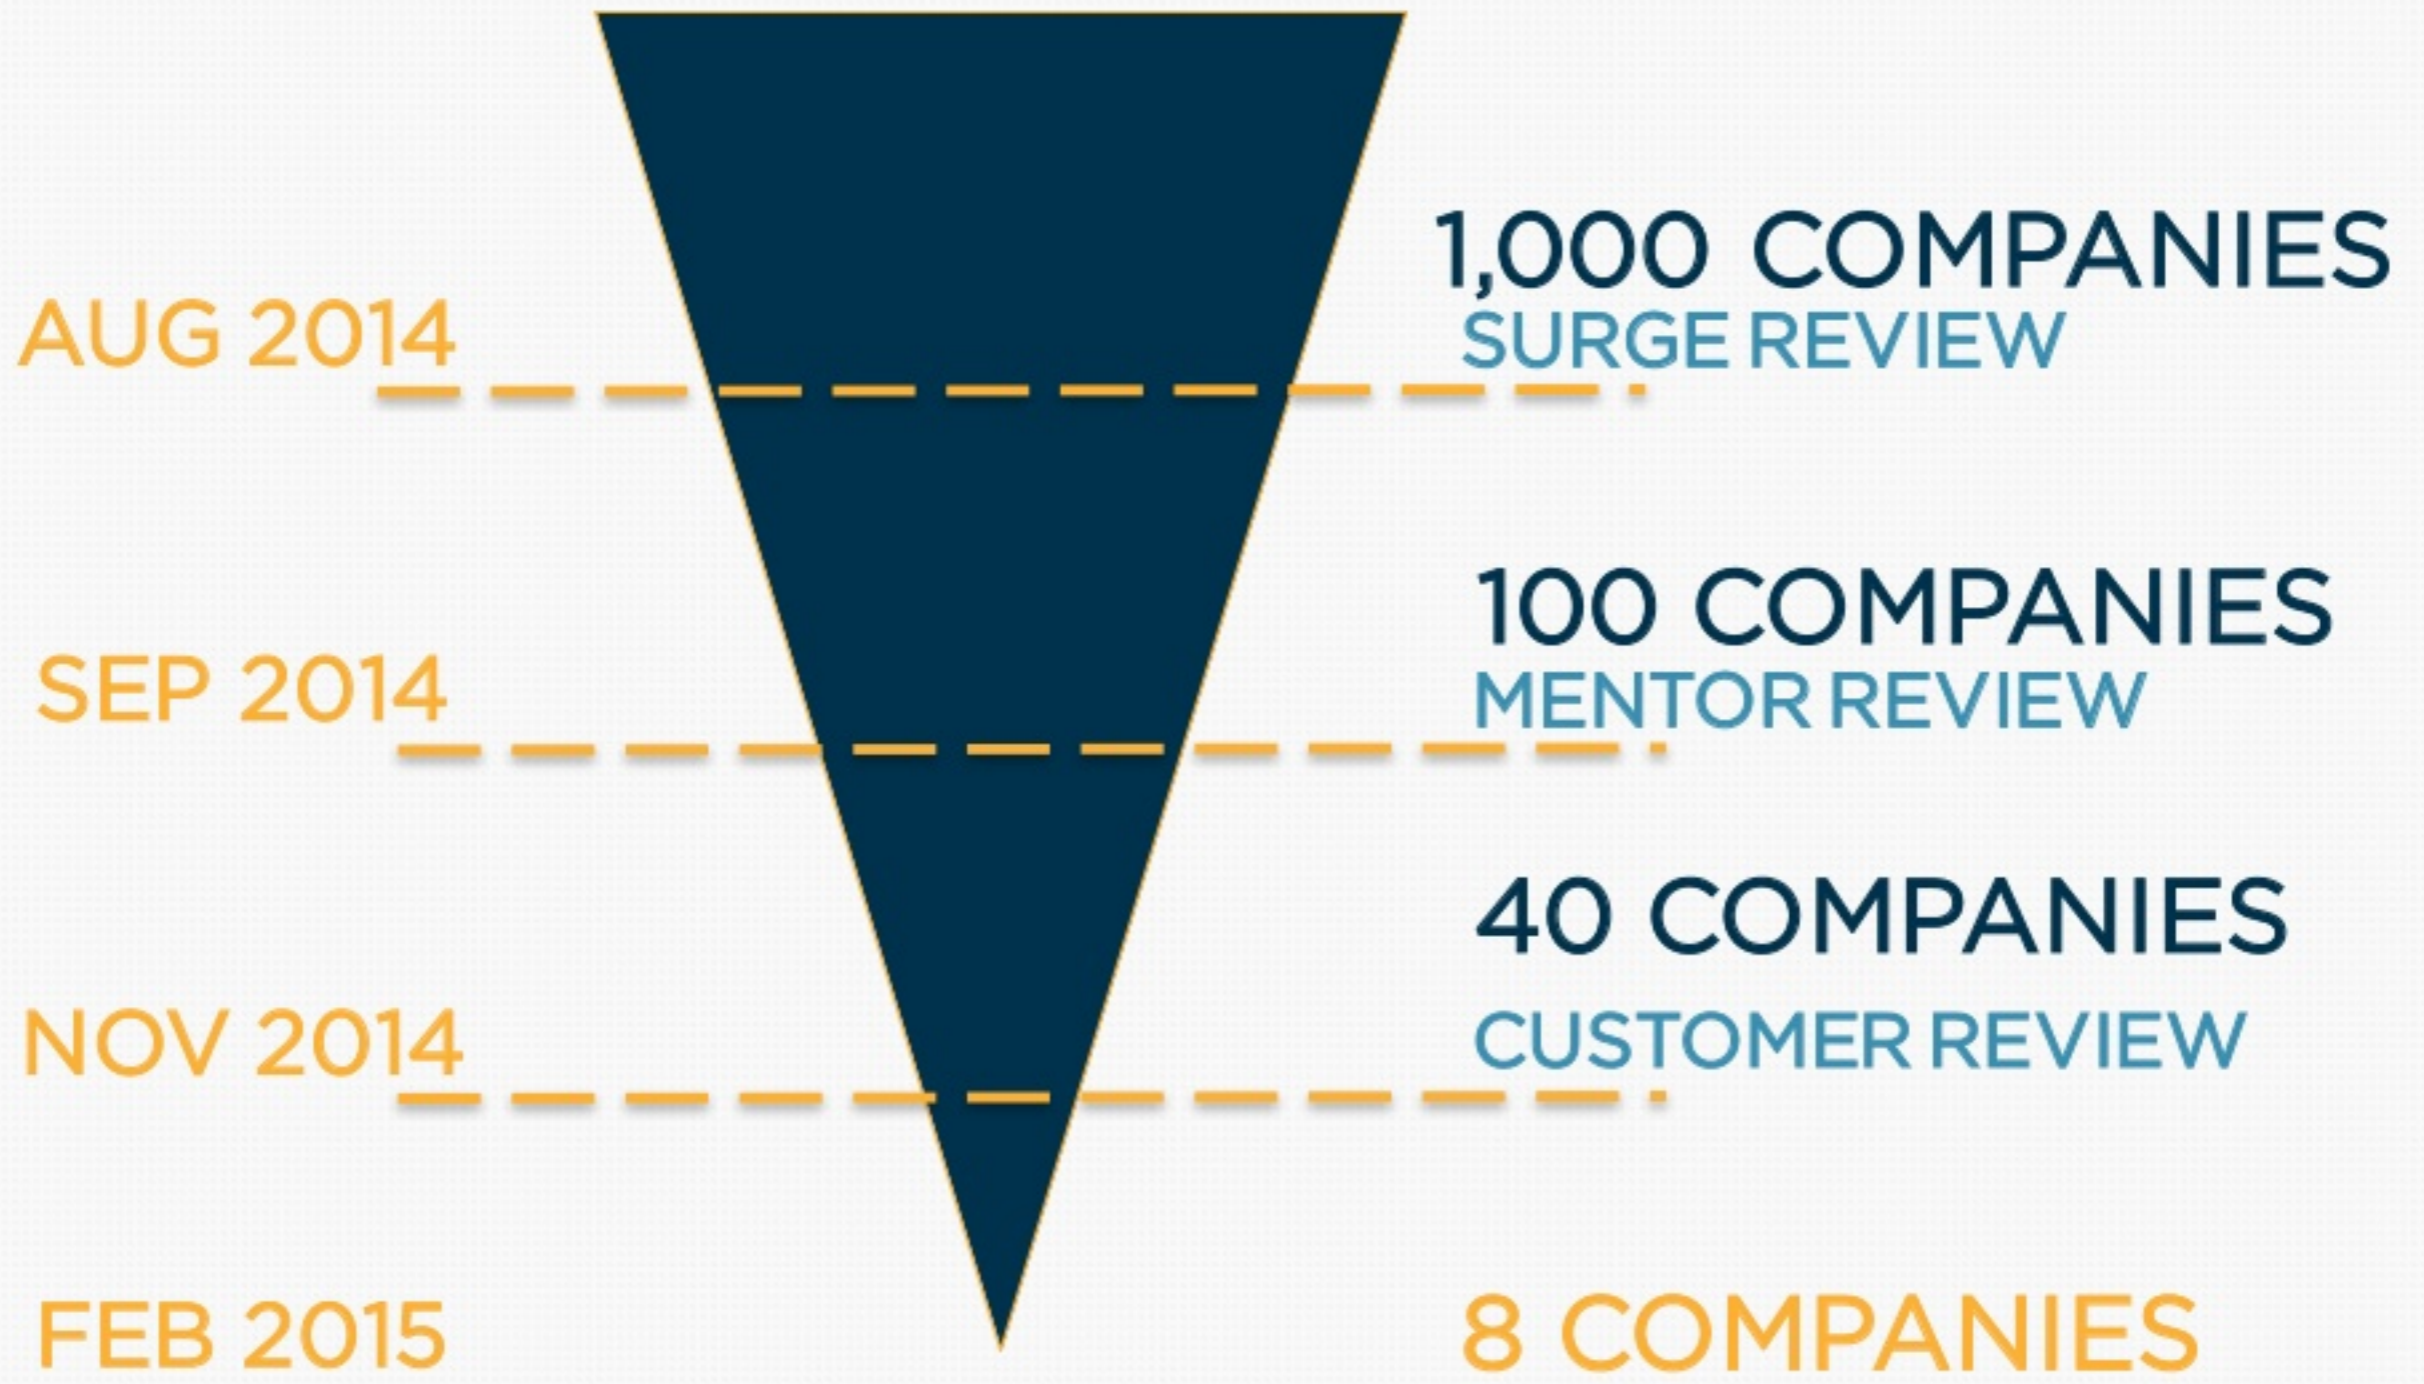 1,000 COMPANIES
AUG 2014
SURGE REVIEW
100 COMPANIES
SEP 2014
MENTOR REVIEW
40 COMPANIES
NOV 2014
CUSTOMER REVIEW
FEB 2015
8 COMPANIES